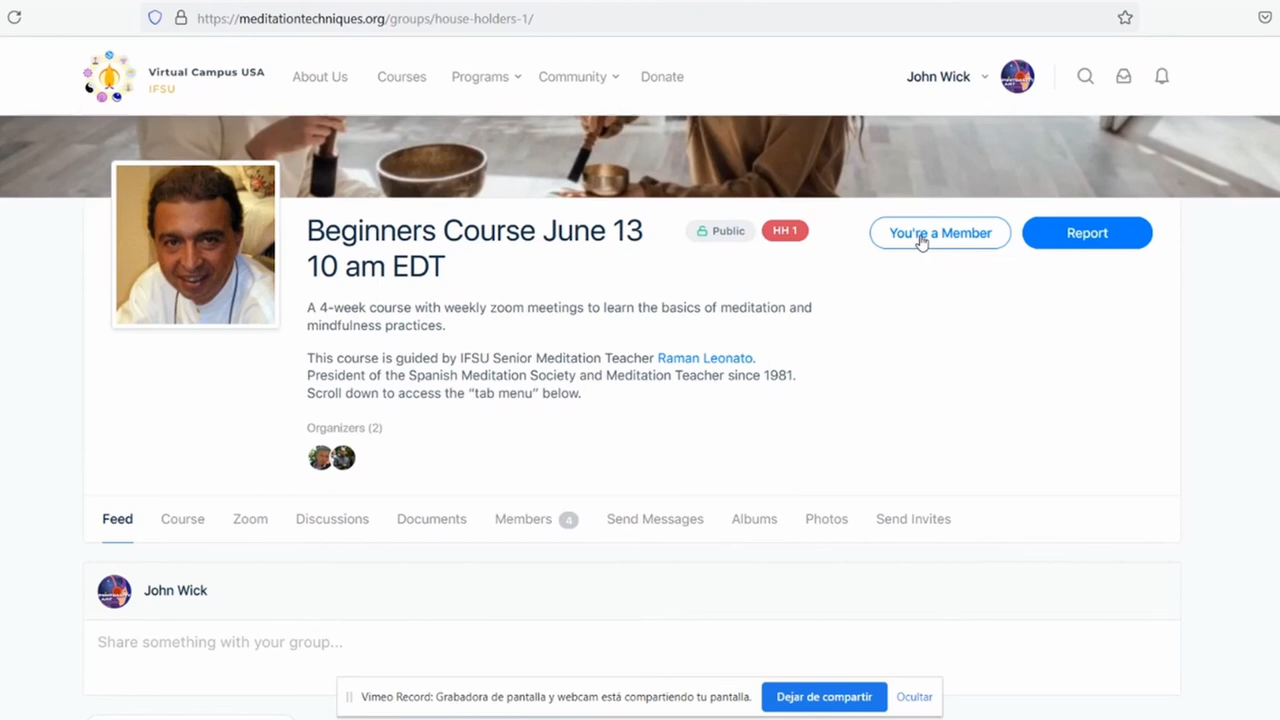 https://meditationtechniques.org/groups/house-holders-1/
Virtual Campus USA
IFSU
About Us
Courses
Programs
Community
Donate
John Wick
Beginners Course June 13
10 am EDT
Public
HH 1
You're a Member
Report
A 4-week course with weekly zoom meetings to learn the basics of meditation and
mindfulness practices.
This course is guided by IFSU Senior Meditation Teacher Raman Leonato.
President of the Spanish Meditation Society and Meditation Teacher since 1981.
Scroll down to access the “tab menu” below.
Organizers (2)
Feed
Course
Zoom
Discussions
Documents
Members 4
Send Messages
Albums
Photos
Send Invites
John Wick
Share something with your group...
Vimeo Record: Grabadora de pantalla y webcam está compartiendo tu pantalla.
Dejar de compartir
Ocultar